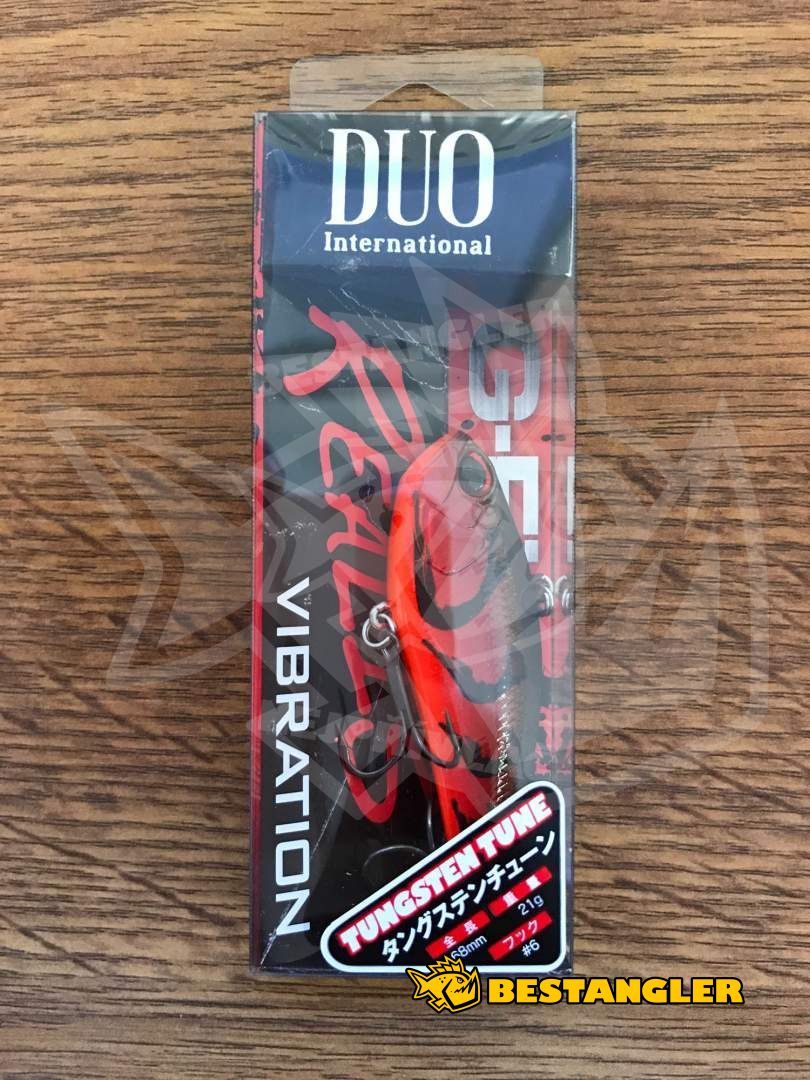 DUO
International
REALIS
VIBRATION
TUNGSTEN TUNE
タングステンチューン
全長
68mm
重量
21g
フック
#6
BESTANGLER
BESTANGLER